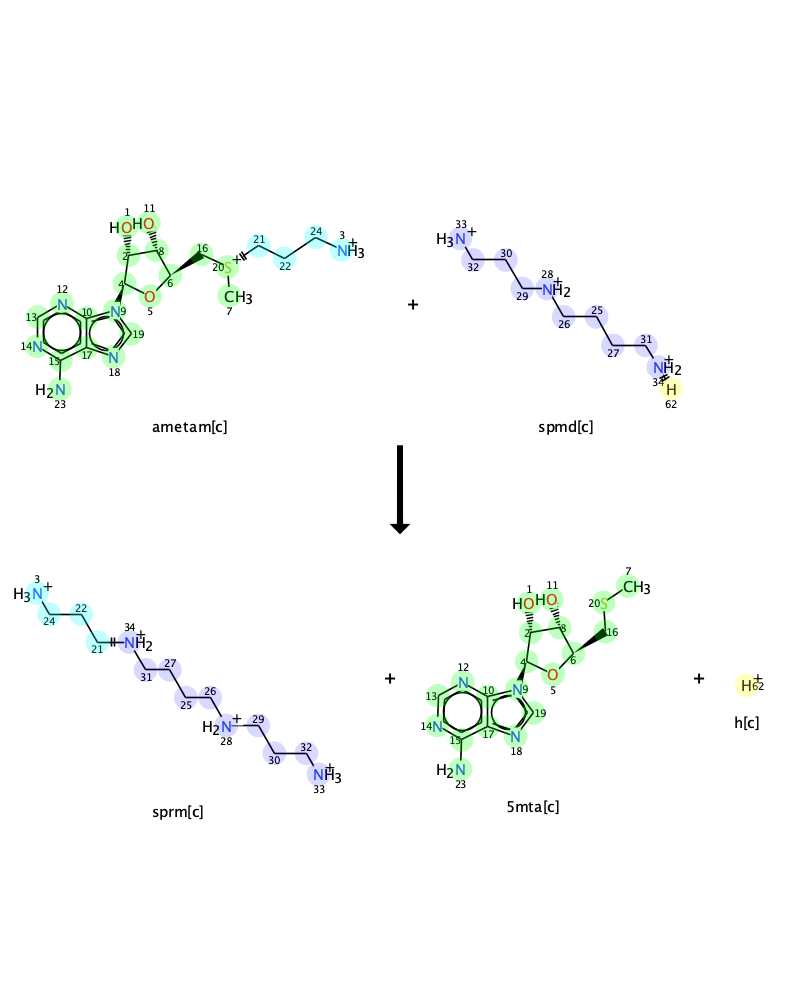 1 11
HO HO
2 8 16 21 24 3
20 S+ 22 NH3+
4 6 CH3
O 7
12 5
N 10 N 9
13 19
14 N 15 17 N
18
H2N
23
ametam[c]
+
33
H3N+
30
32 28
29 NH2+
26 25
27 31
NH2+
34
H
62
spmd[c]
3
H3N+
22
24
21 34
NH2+
31 27
25 26
H2N+ 29
28
30 32
NH3+
33
sprm[c]
+
7
CH3
20 S
1 11
HO HO
2 8 16
4 6
O
12 5
N 10 N 9
13 19
14 N 15 17 N
18
H2N
23
5mta[c]
+
H+ 62
h[c]